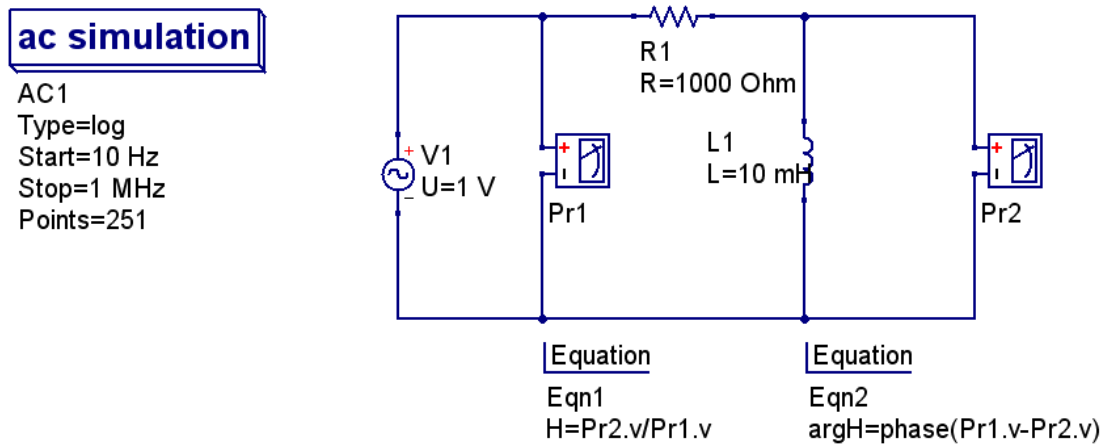 ac simulation
AC1
Type=log
Start=10 Hz
Stop=1 MHz
Points=251
+
V1
U=1 V
−
+
Pr1
R1
R=1000 Ohm
L1
L=10 mH
+
Pr2
Equation
Eqn1
H=Pr2.v/Pr1.v
Equation
Eqn2
argH=phase(Pr1.v-Pr2.v)